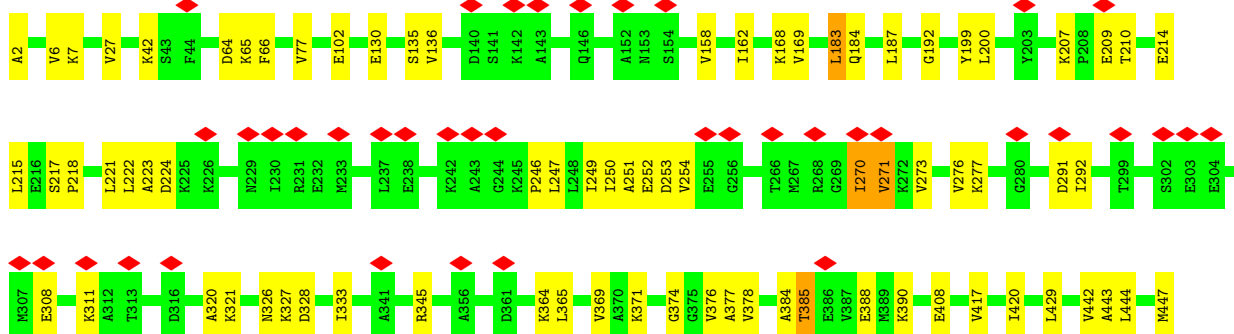 A2 V6 K7 V27 K42 S43 F44 D64 K65 F66 V77 E102 E130 S135 V136 D140 S141 K142 A143 Q146 A152 N153 S154 V158 I162 K168 V169 L183 Q184 L187 G192 Y199 L200 Y203 K207 P208 E209 T210 E214
L215 E216 S217 P218 L221 L222 A223 D224 K225 K226 N229 I230 R231 E232 M233 L237 E238 K242 A243 G244 K245 P246 L247 L248 I249 I250 A251 E252 D253 V254 E255 G256 T266 M267 R268 G269 I270 V271 K272 V273 V276 K277 G280 D291 I292 T299 S302 E303 E304
M307 E308 K311 A312 T313 D316 A320 K321 N326 K327 D328 I333 A341 R345 A356 D361 K364 L365 V369 A370 K371 G374 G375 V376 A377 V378 A384 T385 E386 V387 E388 M389 K390 E408 V417 I420 L429 V442 A443 L444 M447